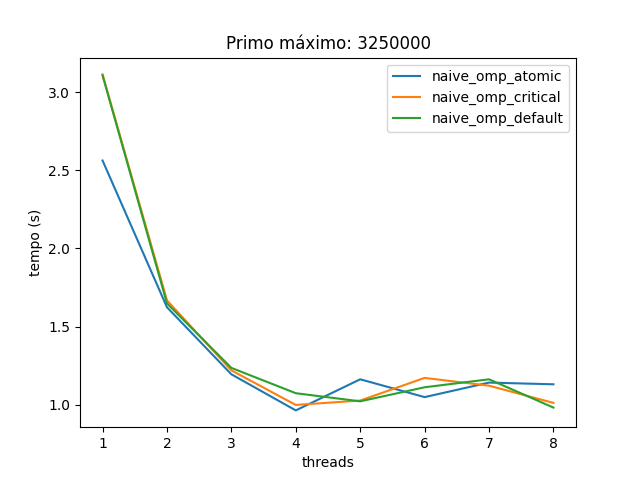 Primo máximo: 3250000
naive_omp_atomic
naive_omp_critical
naive_omp_default
tempo (s)
3.0
2.5
2.0
1.5
1.0
1 2 3 4 5 6 7 8
threads